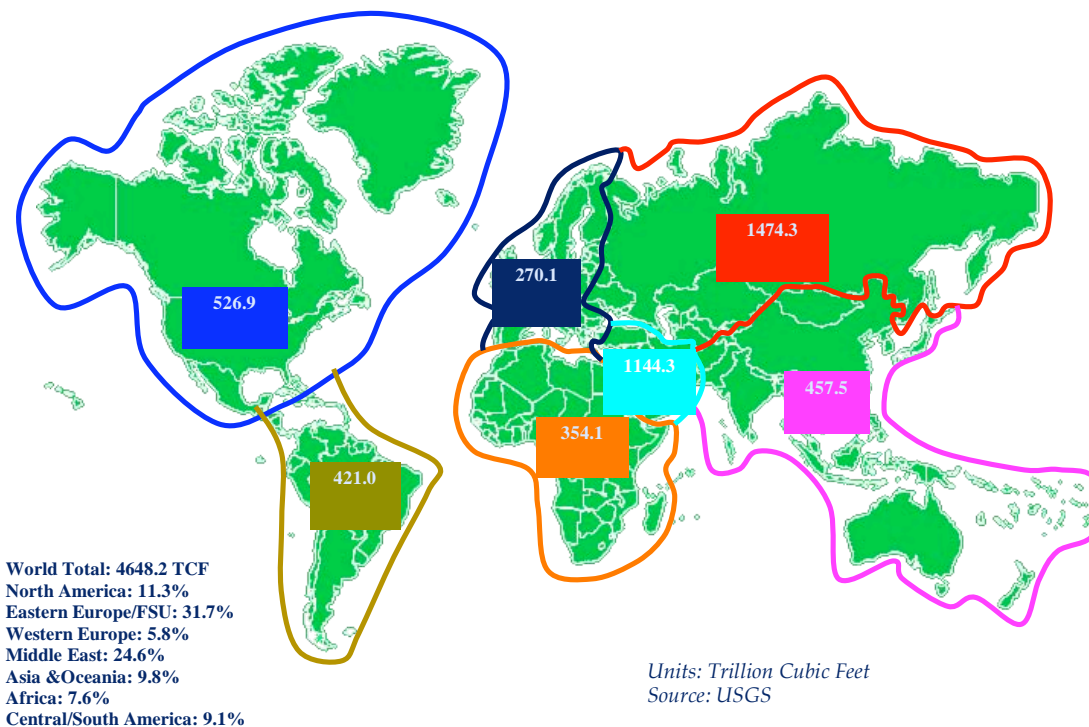 1474.3
270.1
526.9
1144.3
457.5
354.1
421.0
World Total: 4648.2 TCF
North America: 11.3%
Eastern Europe/FSU: 31.7%
Western Europe: 5.8%
Middle East: 24.6%
Asia &Oceania: 9.8%
Africa: 7.6%
Central/South America: 9.1%
Units: Trillion Cubic Feet
Source: USGS